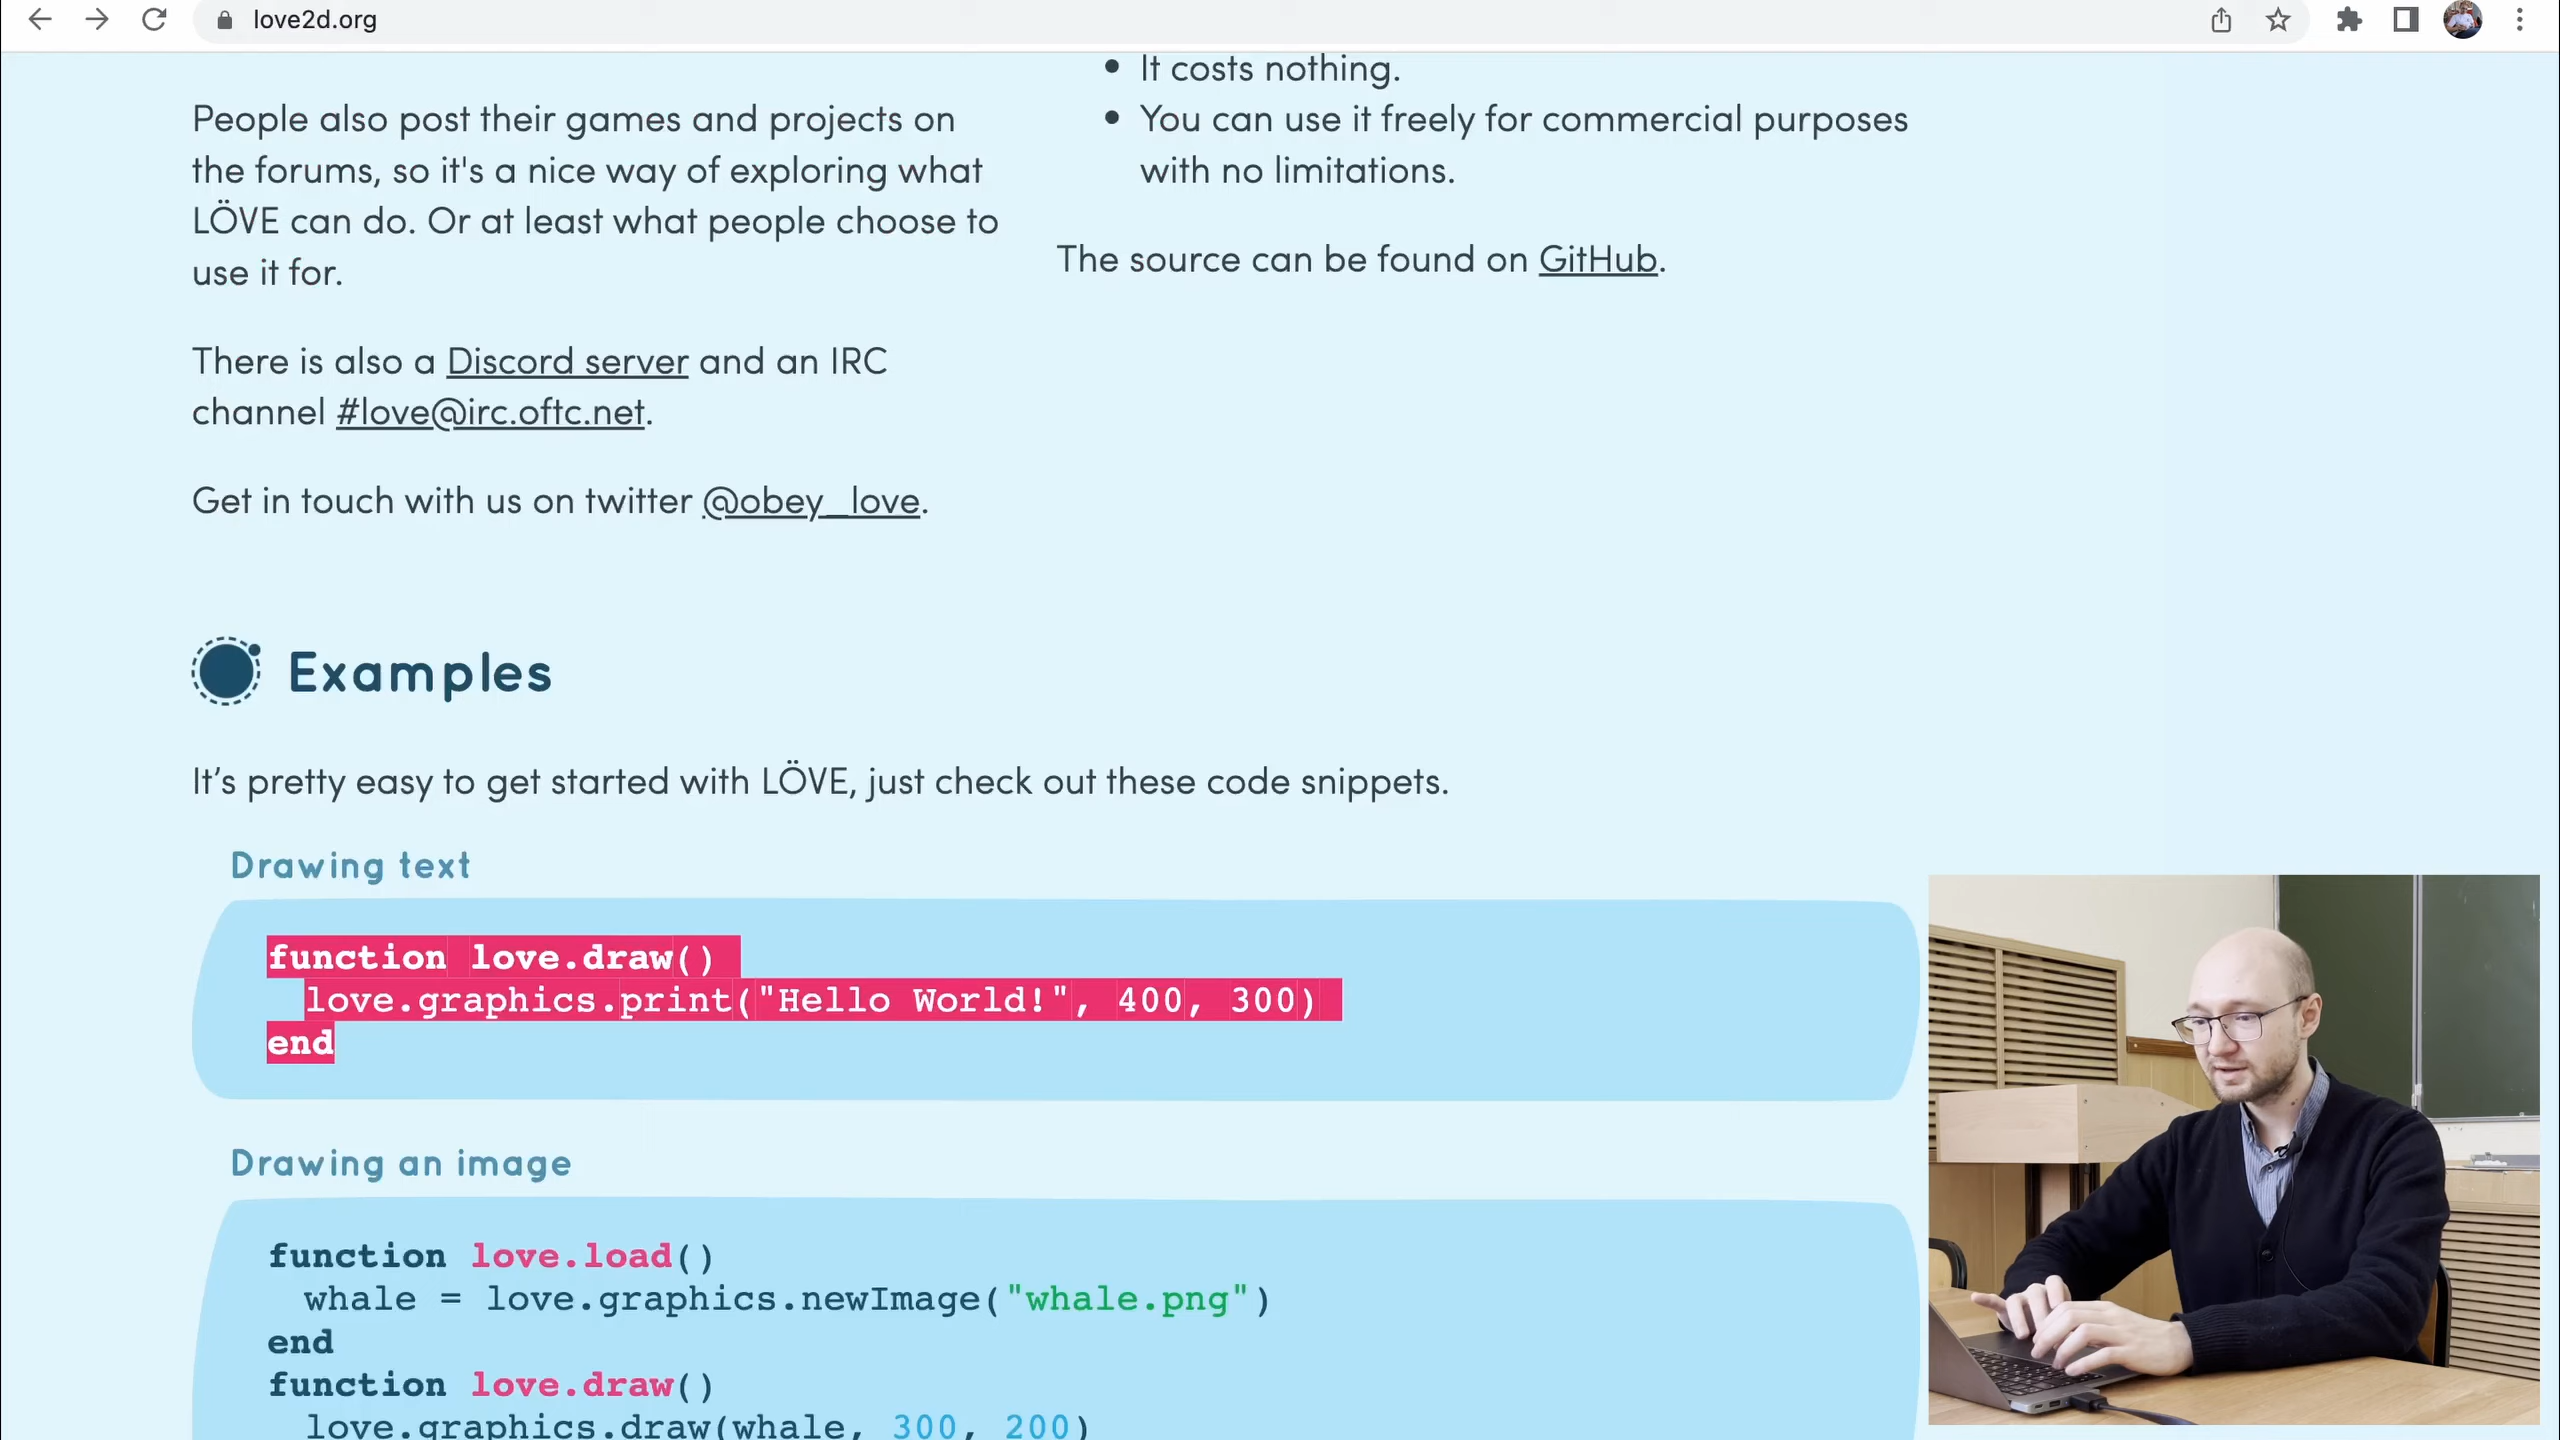 love2d.org
People also post their games and projects on
the forums, so it's a nice way of exploring what
LÖVE can do. Or at least what people choose to
use it for.
There is also a Discord server and an IRC
channel #love@irc.oftc.net.
Get in touch with us on twitter @obey_love.
It costs nothing.
You can use it freely for commercial purposes
with no limitations.
The source can be found on GitHub.
Examples
It’s pretty easy to get started with LÖVE, just check out these code snippets.
Drawing text
function love.draw()
love.graphics.print("Hello World!", 400, 300)
end
Drawing an image
function love.load()
whale = love.graphics.newImage("whale.png")
end
function love.draw()
love.graphics.draw(whale, 300, 200)